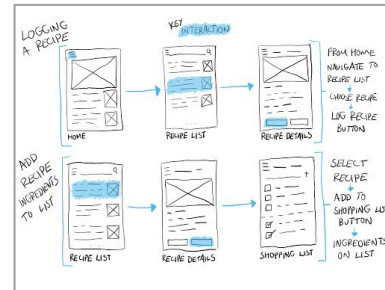 LOGGING
A RECIPE
KEY
INTERACTION
HOME
RECIPE LIST
RECIPE DETAILS
FROM HOME
NAVIGATE TO
RECIPE LIST
CHOOSE RECIPE
LOG RECIPE
BUTTON
ADD
RECIPE
INGREDIENTS
TO LIST
RECIPE LIST
RECIPE DETAILS
SHOPPING LIST
SELECT
RECIPE
ADD TO
SHOPPING LIST
BUTTON
INGREDIENTS
ON LIST